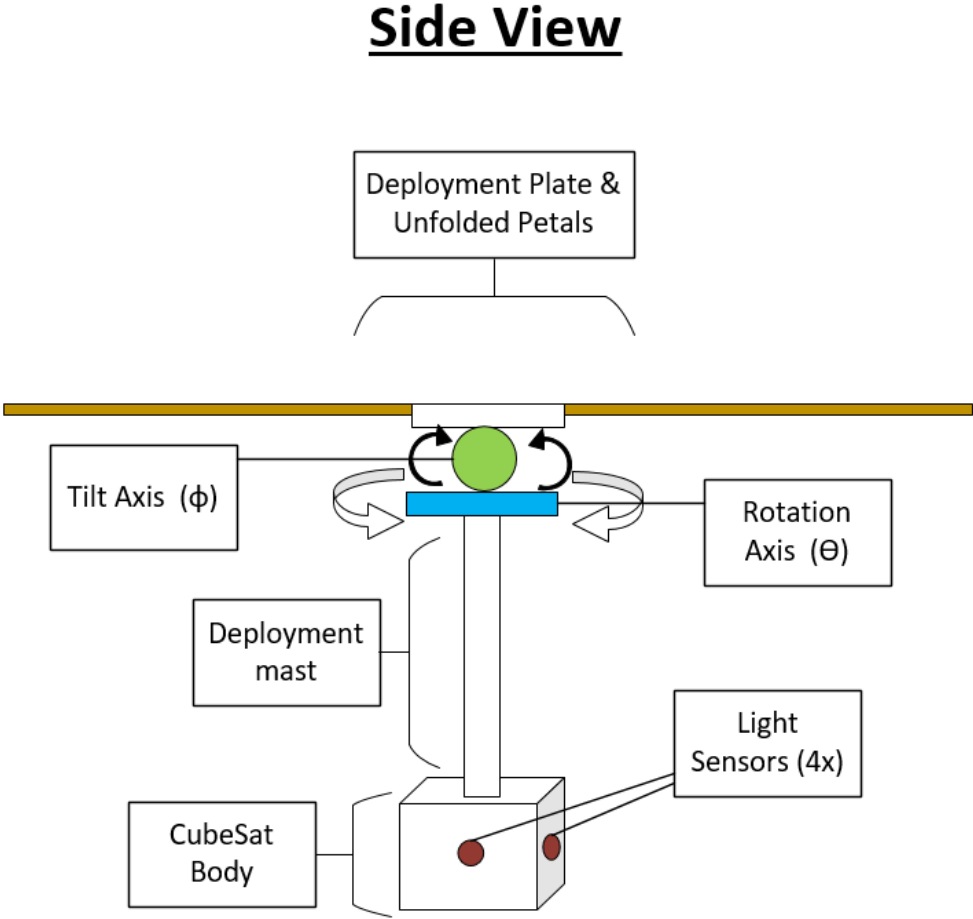 Side View
Deployment Plate &
Unfolded Petals
Tilt Axis (ϕ)
Rotation
Axis (Ɵ)
Deployment
mast
Light
Sensors (4x)
CubeSat
Body